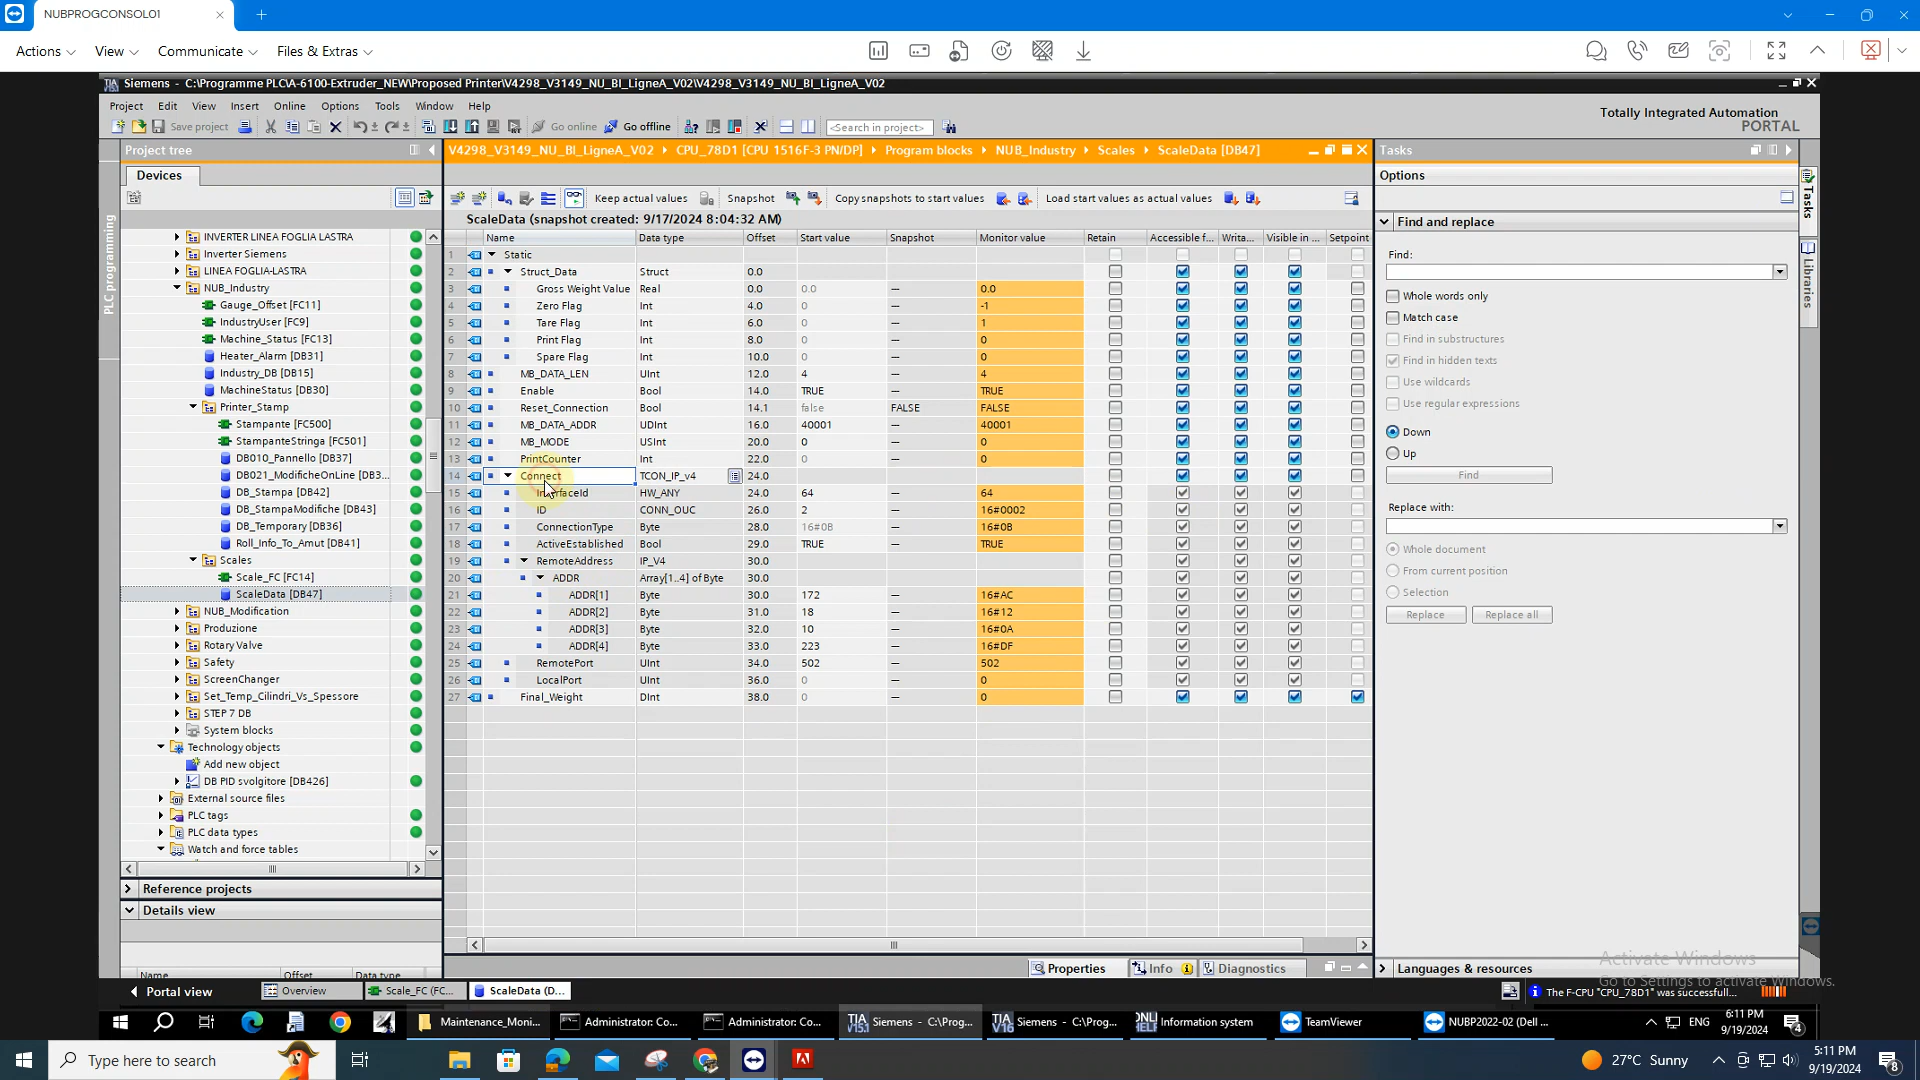 NUBPROGCONSOL01
Actions View Communicate Files & Extras
Siemens - C:\Programme PLC\A-6100-Extruder_NEW\Proposed Printer\V4298_V3149_NU_BI_LigneA_V02\V4298_V3149_NU_BI_LigneA_V02
Project Edit View Insert Online Options Tools Window Help
Save project Go online Go offline <Search in project>
Totally Integrated Automation
PORTAL
Project tree
Devices
PLC programming
INVERTER LINEA FOGLIA LASTRA
Inverter Siemens
LINEA FOGLIA-LASTRA
NUB_Industry
Gauge_Offset [FC11]
IndustryUser [FC9]
Machine_Status [FC13]
Heater_Alarm [DB31]
Industry_DB [DB15]
MachineStatus [DB30]
Printer_Stamp
Stampante [FC500]
StampanteStringa [FC501]
DB010_Pannello [DB37]
DB021_ModificheOnLine [DB3...
DB_Stampa [DB42]
DB_StampaModifiche [DB43]
DB_Temporary [DB36]
Roll_Info_To_Amut [DB41]
Scales
Scale_FC [FC14]
ScaleData [DB47]
NUB_Modification
Produzione
Rotary Valve
Safety
ScreenChanger
Set_Temp_Cilindri_Vs_Spessore
STEP 7 DB
System blocks
Technology objects
Add new object
DB PID svolgitore [DB426]
External source files
PLC tags
PLC data types
Watch and force tables
Reference projects
Details view
Name Offset Data type
V4298_V3149_NU_BI_LigneA_V02 CPU_78D1 [CPU 1516F-3 PN/DP] Program blocks NUB_Industry Scales ScaleData [DB47]
Keep actual values Snapshot Copy snapshots to start values Load start values as actual values
ScaleData (snapshot created: 9/17/2024 8:04:32 AM)
Name Data type Offset Start value Snapshot Monitor value Retain Accessible f... Writa... Visible in ... Setpoint
1 Static
2 Struct_Data Struct 0.0
3 Gross Weight Value Real 0.0 0.0 — 0.0
4 Zero Flag Int 4.0 0 — -1
5 Tare Flag Int 6.0 0 — 1
6 Print Flag Int 8.0 0 — 0
7 Spare Flag Int 10.0 0 — 0
8 MB_DATA_LEN UInt 12.0 4 — 4
9 Enable Bool 14.0 TRUE — TRUE
10 Reset_Connection Bool 14.1 false FALSE FALSE
11 MB_DATA_ADDR UDInt 16.0 40001 — 40001
12 MB_MODE USInt 20.0 0 — 0
13 PrintCounter Int 22.0 0 — 0
14 Connect TCON_IP_v4 24.0
15 InterfaceId HW_ANY 24.0 64 — 64
16 ID CONN_OUC 26.0 2 — 16#0002
17 ConnectionType Byte 28.0 16#0B — 16#0B
18 ActiveEstablished Bool 29.0 TRUE — TRUE
19 RemoteAddress IP_V4 30.0
20 ADDR Array[1..4] of Byte 30.0
21 ADDR[1] Byte 30.0 172 — 16#AC
22 ADDR[2] Byte 31.0 18 — 16#12
23 ADDR[3] Byte 32.0 10 — 16#0A
24 ADDR[4] Byte 33.0 223 — 16#DF
25 RemotePort UInt 34.0 502 — 502
26 LocalPort UInt 36.0 0 — 0
27 Final_Weight DInt 38.0 0 — 0
Properties Info Diagnostics
Tasks
Options
Find and replace
Find:
Whole words only
Match case
Find in substructures
Find in hidden texts
Use wildcards
Use regular expressions
Down
Up
Find
Replace with:
Whole document
From current position
Selection
Replace Replace all
Languages & resources
Tasks
Libraries
Activate Windows
Go to Settings to activate Windows.
Portal view Overview Scale_FC (FC... ScaleData (D...
The F-CPU "CPU_78D1" was successfull...
Maintenance_Moni... Administrator: Co... Administrator: Co... Siemens - C:\Prog... Siemens - C:\Prog... Information system TeamViewer NUBP2022-02 (Dell ...
ENG 6:11 PM 9/19/2024 4
Type here to search
27°C Sunny 5:11 PM 9/19/2024 8